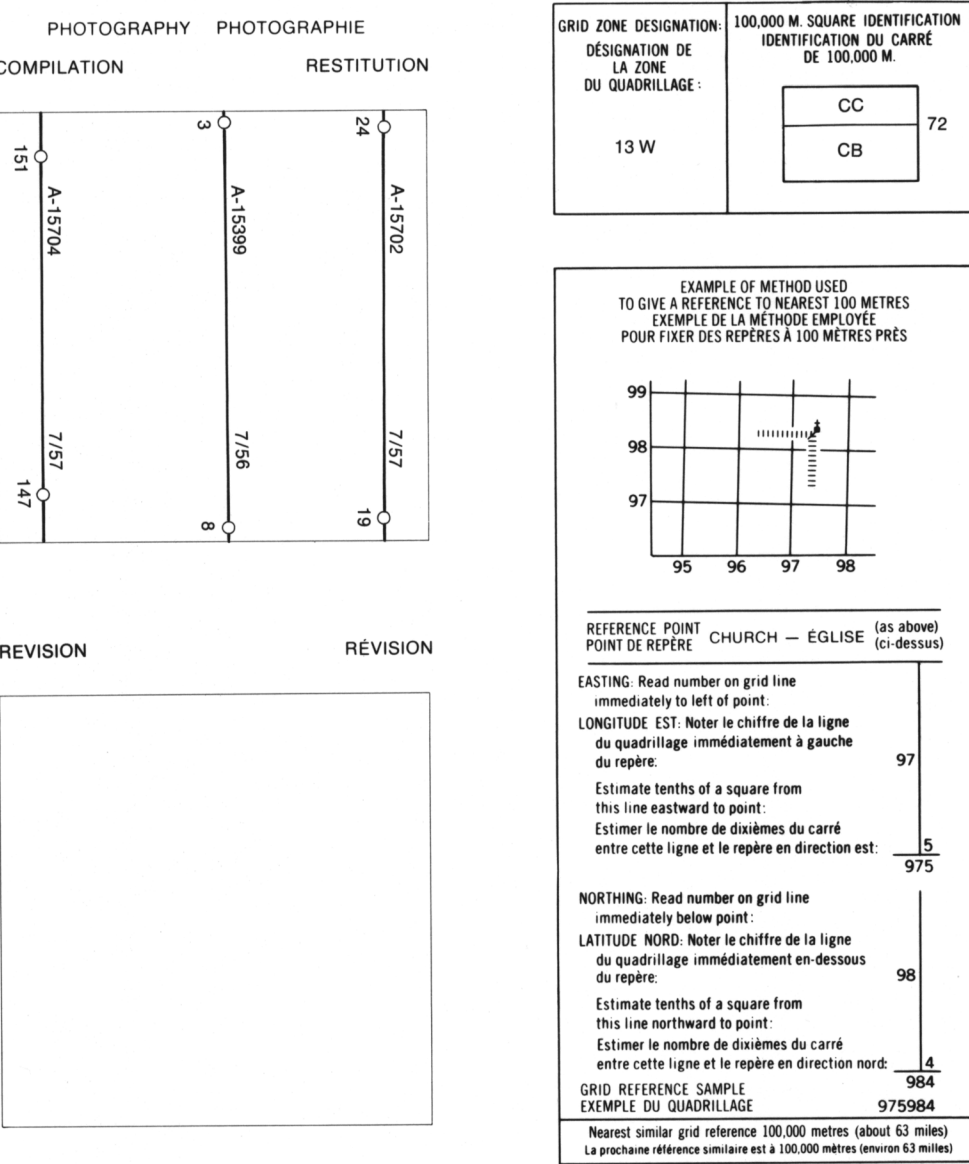 PHOTOGRAPHY PHOTOGRAPHIE
COMPILATION RESTITUTION
151
A-15704
7/57
147
3
A-15399
7/56
8
24
A-15702
7/57
19
REVISION RÉVISION
GRID ZONE DESIGNATION:
DÉSIGNATION DE
LA ZONE
DU QUADRILLAGE :
13 W
100,000 M. SQUARE IDENTIFICATION
IDENTIFICATION DU CARRÉ
DE 100,000 M.
CC
72
CB
EXAMPLE OF METHOD USED
TO GIVE A REFERENCE TO NEAREST 100 METRES
EXEMPLE DE LA MÉTHODE EMPLOYÉE
POUR FIXER DES REPÈRES À 100 MÈTRES PRÈS
99
98
97
95 96 97 98
REFERENCE POINT
POINT DE REPÈRE
CHURCH — ÉGLISE
(as above)
(ci-dessus)
EASTING: Read number on grid line
immediately to left of point:
LONGITUDE EST: Noter le chiffre de la ligne
du quadrillage immédiatement à gauche
du repère: 97
Estimate tenths of a square from
this line eastward to point:
Estimer le nombre de dixièmes du carré
entre cette ligne et le repère en direction est: 5
975
NORTHING: Read number on grid line
immediately below point:
LATITUDE NORD: Noter le chiffre de la ligne
du quadrillage immédiatement en-dessous
du repère: 98
Estimate tenths of a square from
this line northward to point:
Estimer le nombre de dixièmes du carré
entre cette ligne et le repère en direction nord: 4
984
GRID REFERENCE SAMPLE
EXEMPLE DU QUADRILLAGE 975984
Nearest similar grid reference 100,000 metres (about 63 miles)
La prochaine référence similaire est à 100,000 mètres (environ 63 milles)